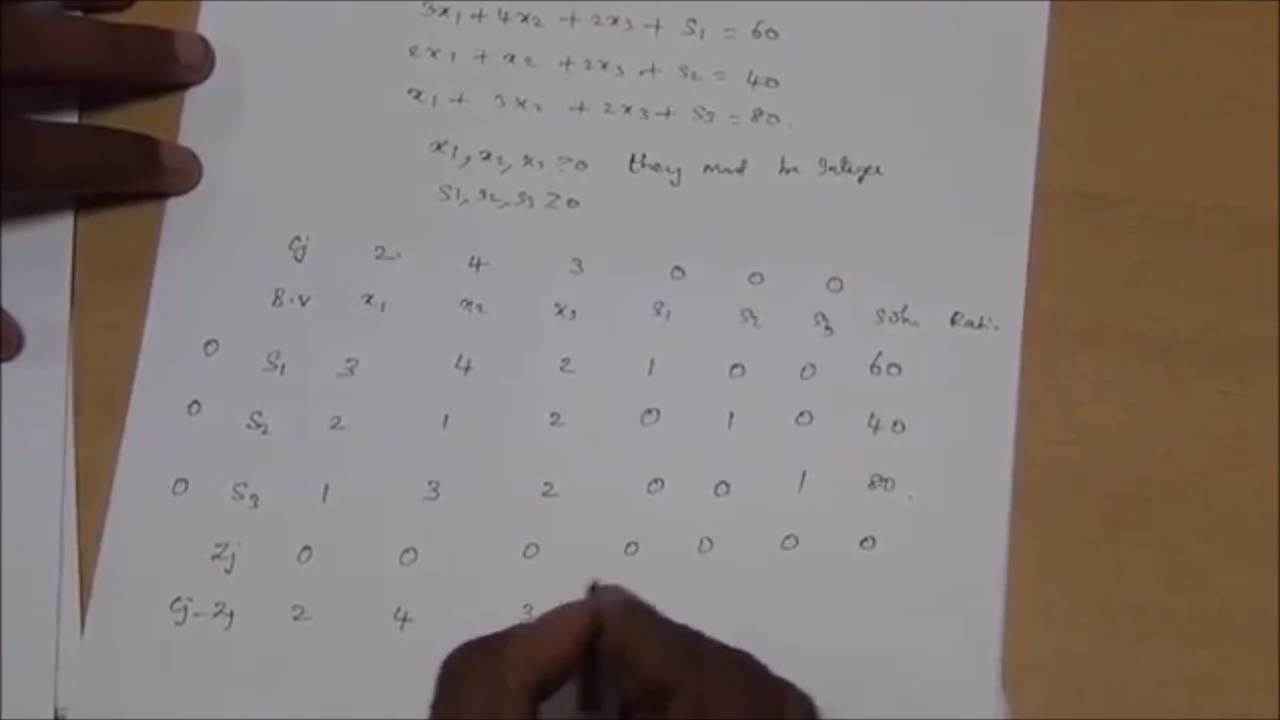 3x1 + 4x2 + 2x3 + S1 = 60
2x1 + x2 + 2x3 + S2 = 40
x1 + 3x2 + 2x3 + S3 = 80.
x1, x2, x3 ≥0 they must be Integer
S1, S2, S3 ≥0
Cj 2 4 3 0 0 0
B.V x1 x2 x3 S1 S2 S3 Soln Ratio
0 S1 3 4 2 1 0 0 60
0 S2 2 1 2 0 1 0 40
0 S3 1 3 2 0 0 1 80.
Zj 0 0 0 0 0 0 0
Cj-Zj 2 4 3